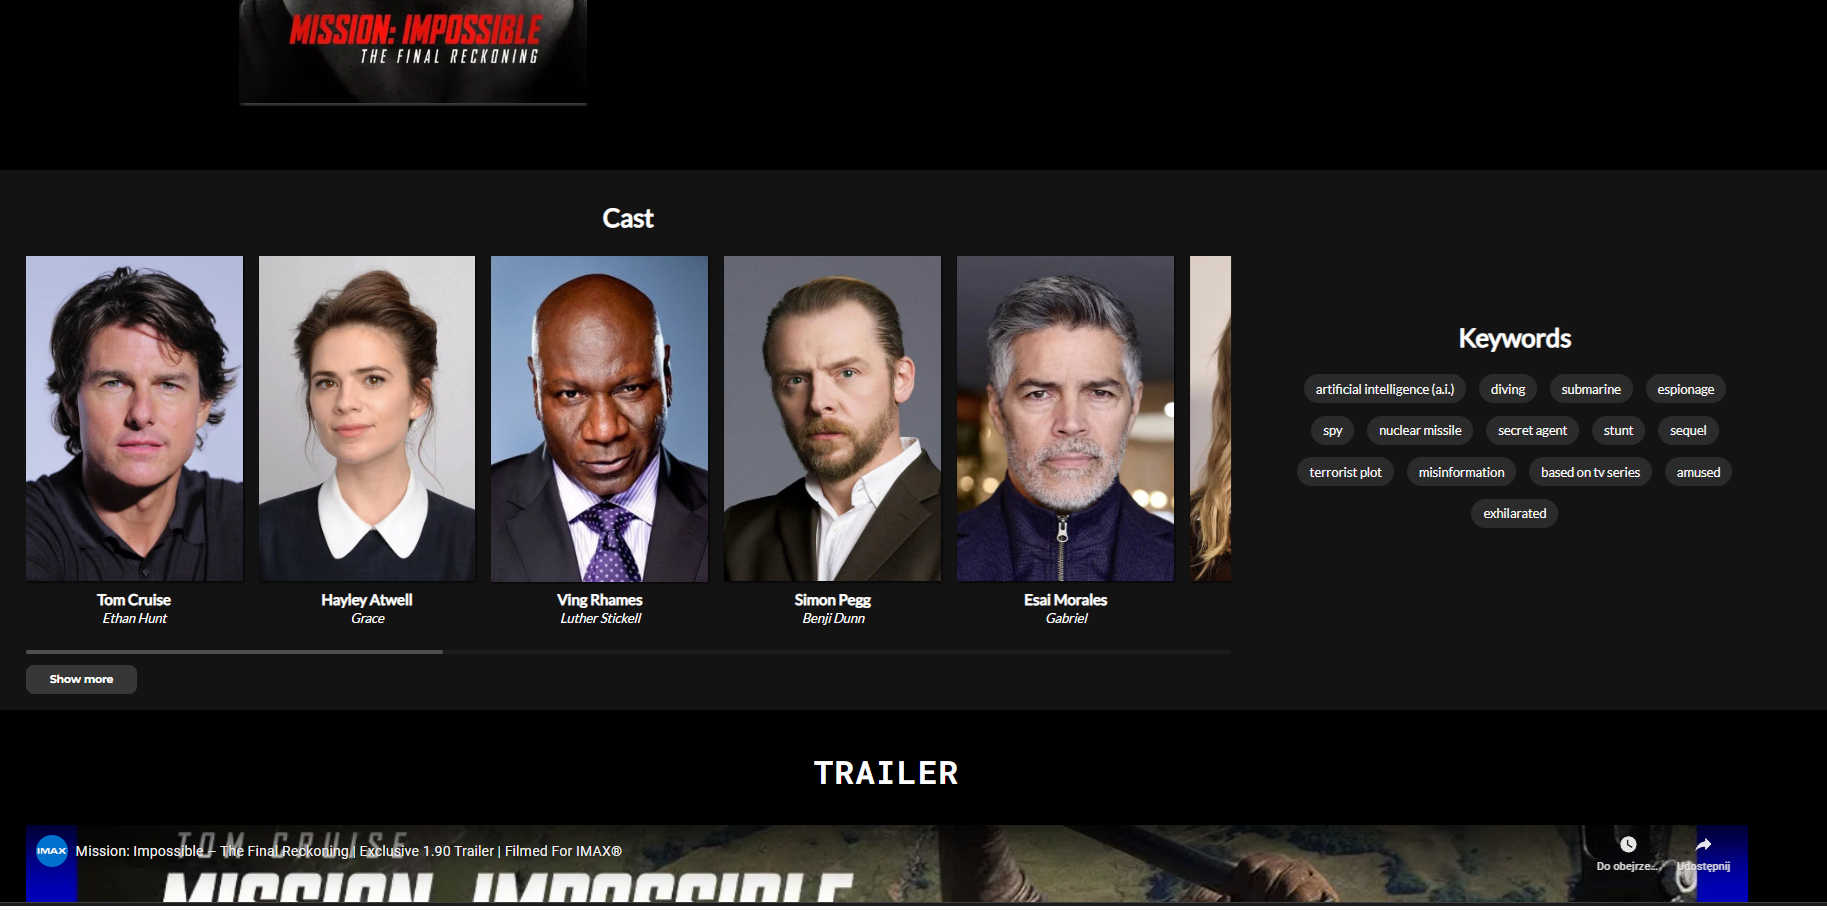 MISSION: IMPOSSIBLE
THE FINAL RECKONING
Cast
Tom Cruise
Ethan Hunt
Hayley Atwell
Grace
Ving Rhames
Luther Stickell
Simon Pegg
Benji Dunn
Esai Morales
Gabriel
Show more
Keywords
artificial intelligence (a.i.) diving submarine espionage
spy nuclear missile secret agent stunt sequel
terrorist plot misinformation based on tv series amused
exhilarated
TRAILER
IMAX
Mission: Impossible – The Final Reckoning | Exclusive 1.90 Trailer | Filmed For IMAX®
Do obejrze... Udostępnij
TOM CRUISE
MISSION: IMPOSSIBLE